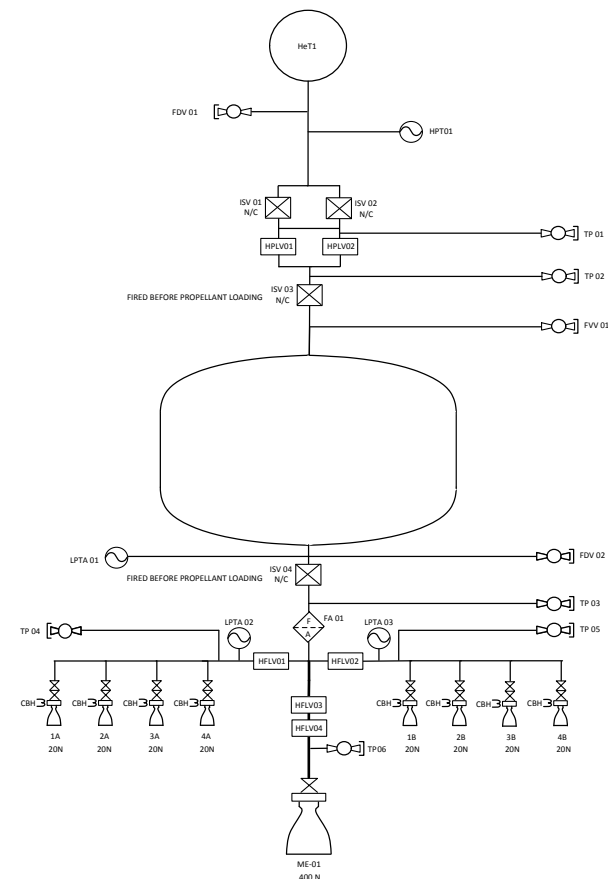 HeT1
FDV 01
HPT01
ISV 01
N/C
ISV 02
N/C
TP 01
HPLV01
HPLV02
TP 02
ISV 03
N/C
FIRED BEFORE PROPELLANT LOADING
FVV 01
LPTA 01
FDV 02
ISV 04
N/C
FIRED BEFORE PROPELLANT LOADING
TP 03
FA 01
F
A
LPTA 02
LPTA 03
TP 04
TP 05
HFLV01
HFLV02
CBH
CBH
CBH
CBH
HFLV03
CBH
CBH
CBH
CBH
HFLV04
1A
20N
2A
20N
3A
20N
4A
20N
1B
20N
2B
20N
3B
20N
4B
20N
TP06
ME-01
400 N